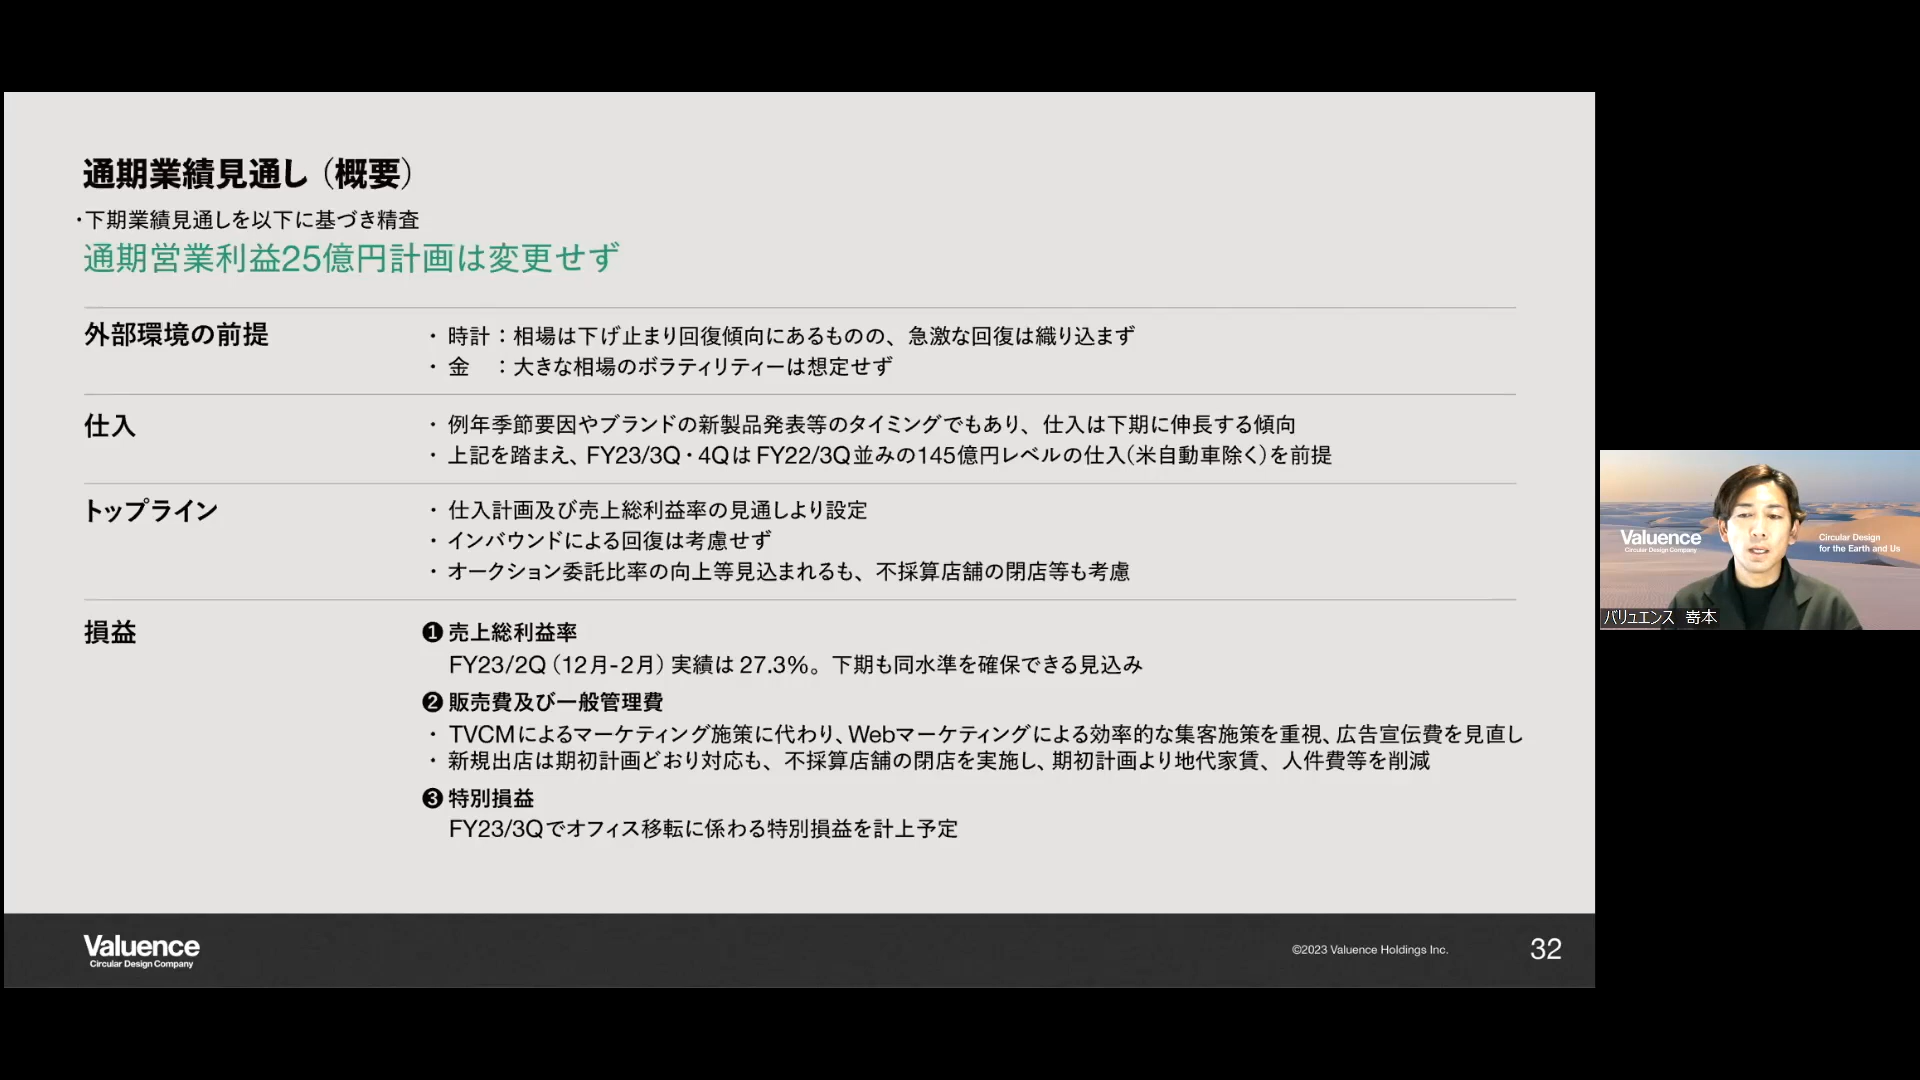 通期業績見通し（概要）
・下期業績見通しを以下に基づき精査
通期営業利益25億円計画は変更せず
外部環境の前提
・ 時計：相場は下げ止まり回復傾向にあるものの、急激な回復は織り込まず
・ 金　：大きな相場のボラティリティーは想定せず
仕入
・ 例年季節要因やブランドの新製品発表等のタイミングでもあり、仕入は下期に伸長する傾向
・ 上記を踏まえ、FY23/3Q・4QはFY22/3Q並みの145億円レベルの仕入（米自動車除く）を前提
トップライン
・ 仕入計画及び売上総利益率の見通しより設定
・ インバウンドによる回復は考慮せず
・ オークション委託比率の向上等見込まれるも、不採算店舗の閉店等も考慮
損益
❶ 売上総利益率
FY23/2Q（12月-2月）実績は27.3%。下期も同水準を確保できる見込み
❷ 販売費及び一般管理費
・ TVCMによるマーケティング施策に代わり、Webマーケティングによる効率的な集客施策を重視、広告宣伝費を見直し
・ 新規出店は期初計画どおり対応も、不採算店舗の閉店を実施し、期初計画より地代家賃、人件費等を削減
❸ 特別損益
FY23/3Qでオフィス移転に係わる特別損益を計上予定
Valuence
Circular Design Company
©2023 Valuence Holdings Inc.
32
Valuence
Circular Design Company
Circular Design
for the Earth and Us
バリュエンス 嵜本